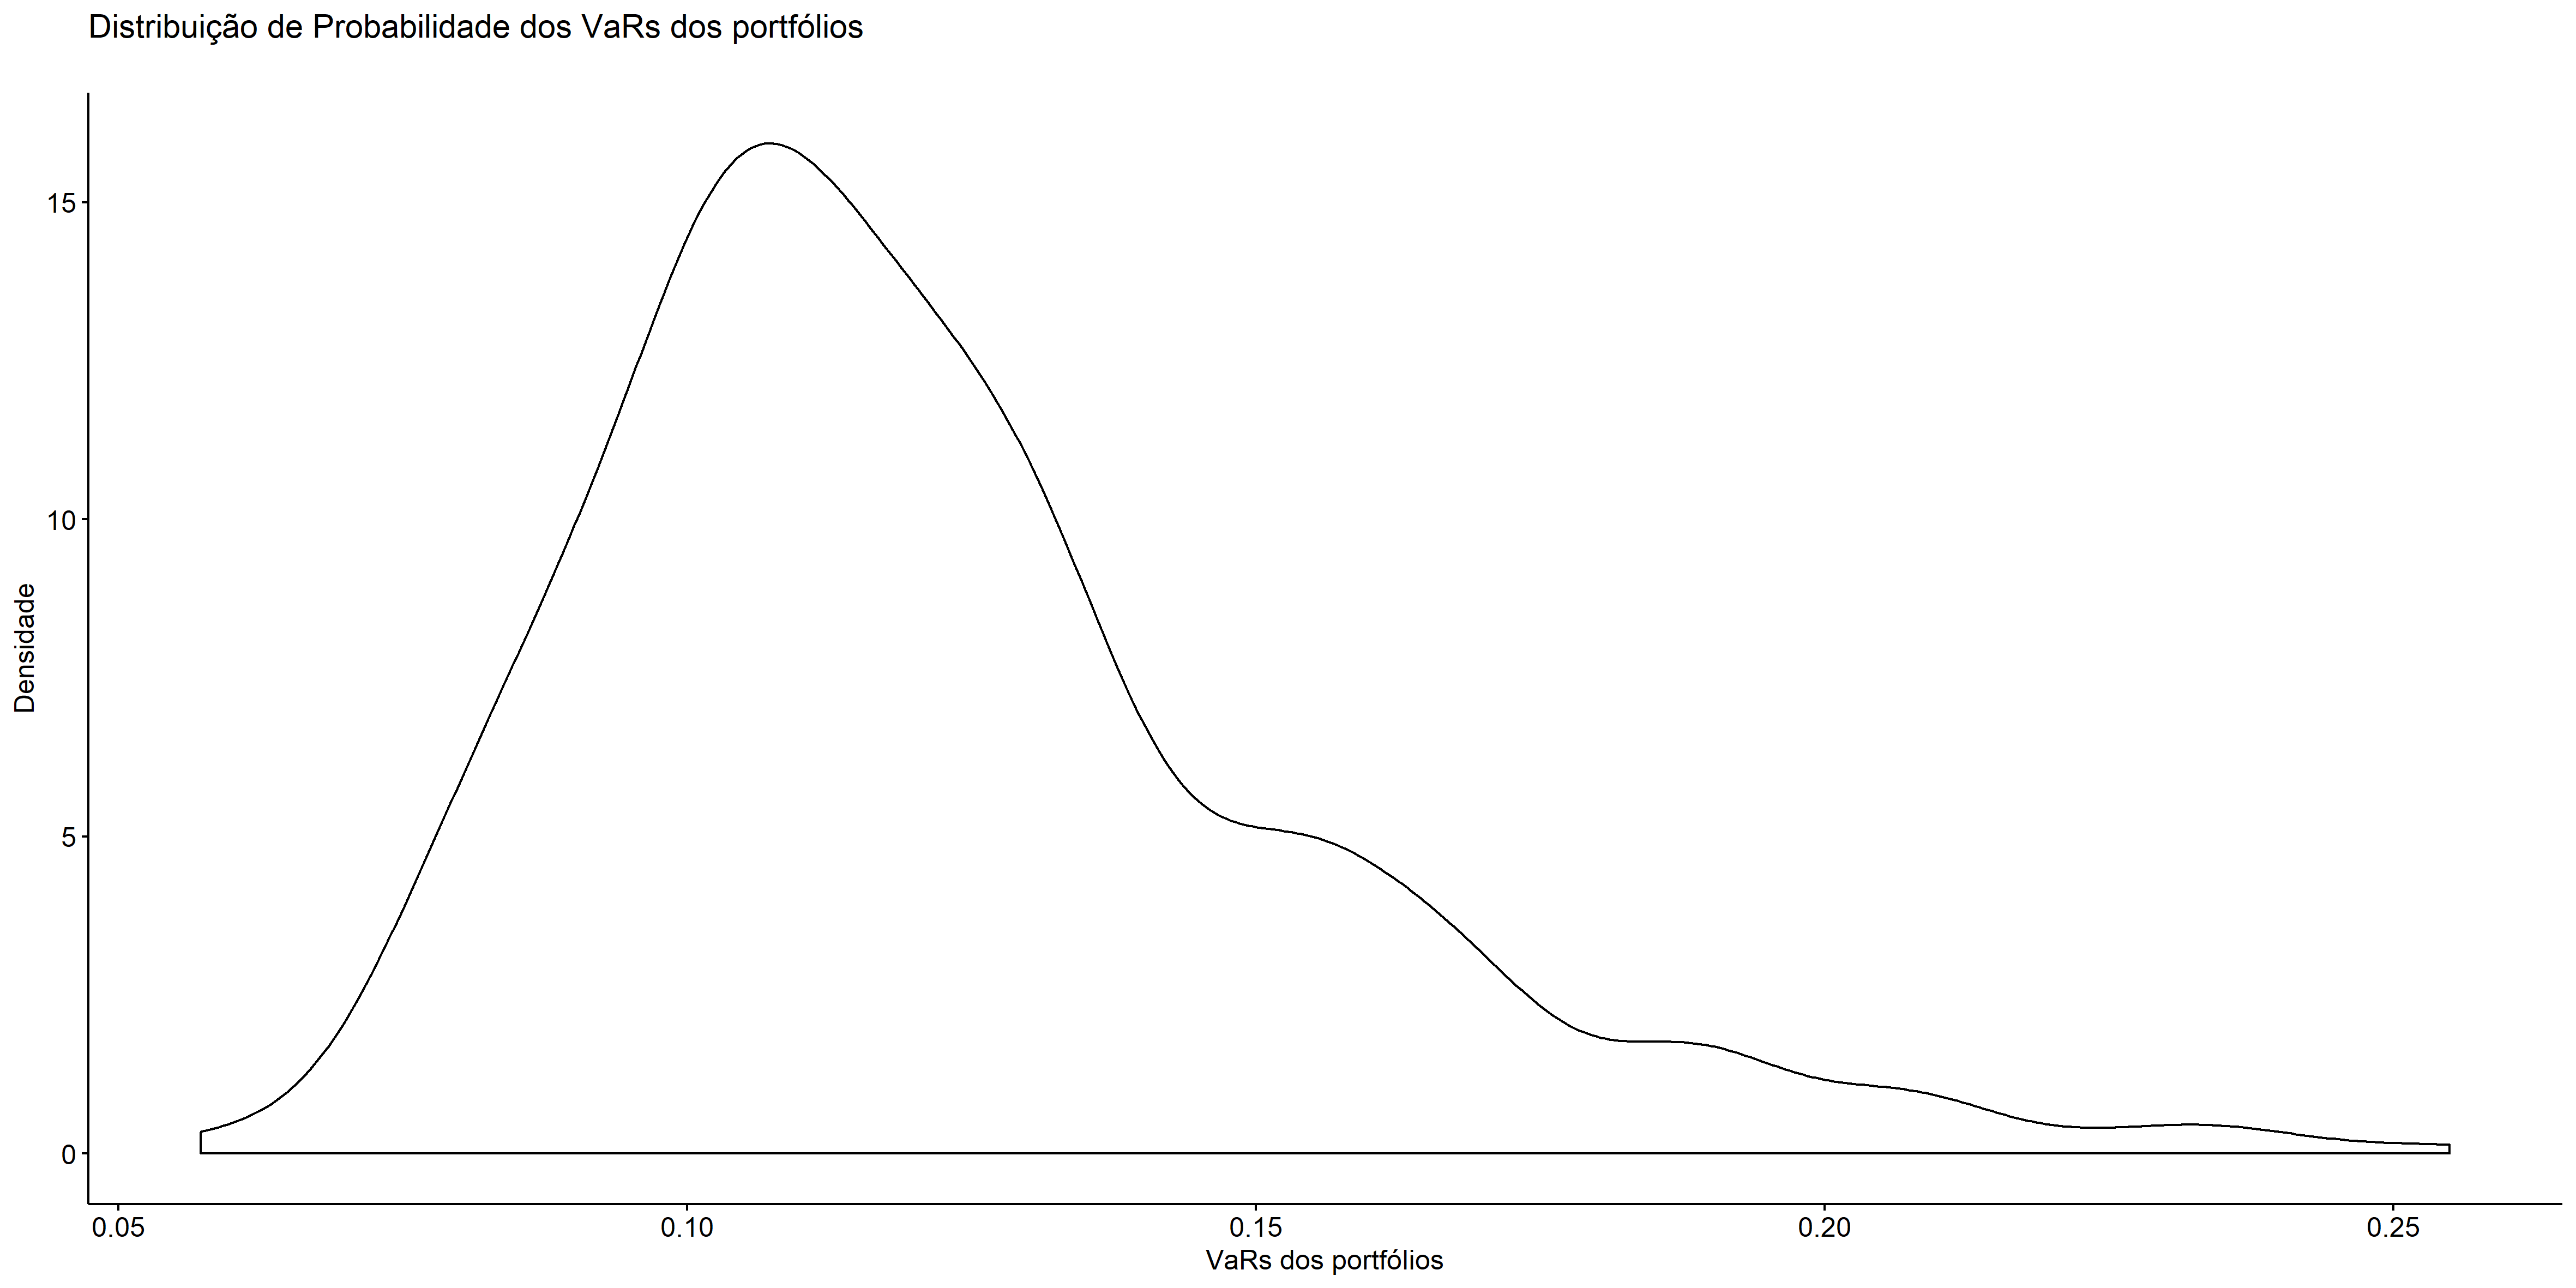 Distribuição de Probabilidade dos VaRs dos portfólios
15
10
5
0
Densidade
0.05 0.10 0.15 0.20 0.25
VaRs dos portfólios